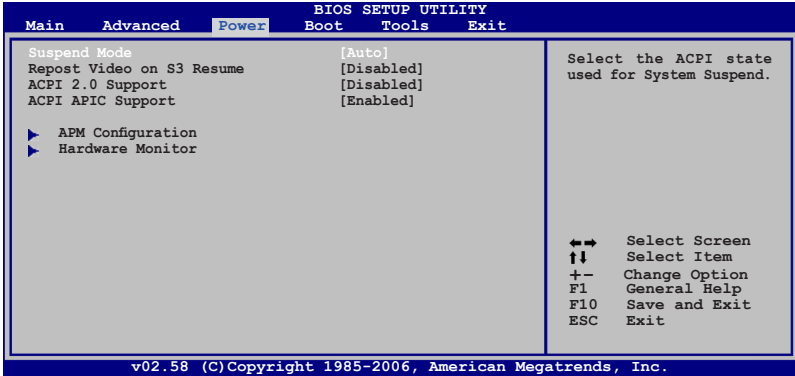 BIOS SETUP UTILITY
Main Advanced Power Boot Tools Exit
Suspend Mode [Auto]
Repost Video on S3 Resume [Disabled]
ACPI 2.0 Support [Disabled]
ACPI APIC Support [Enabled]
APM Configuration
Hardware Monitor
Select the ACPI state
used for System Suspend.
←→ Select Screen
↑↓ Select Item
+- Change Option
F1 General Help
F10 Save and Exit
ESC Exit
v02.58 (C)Copyright 1985-2006, American Megatrends, Inc.